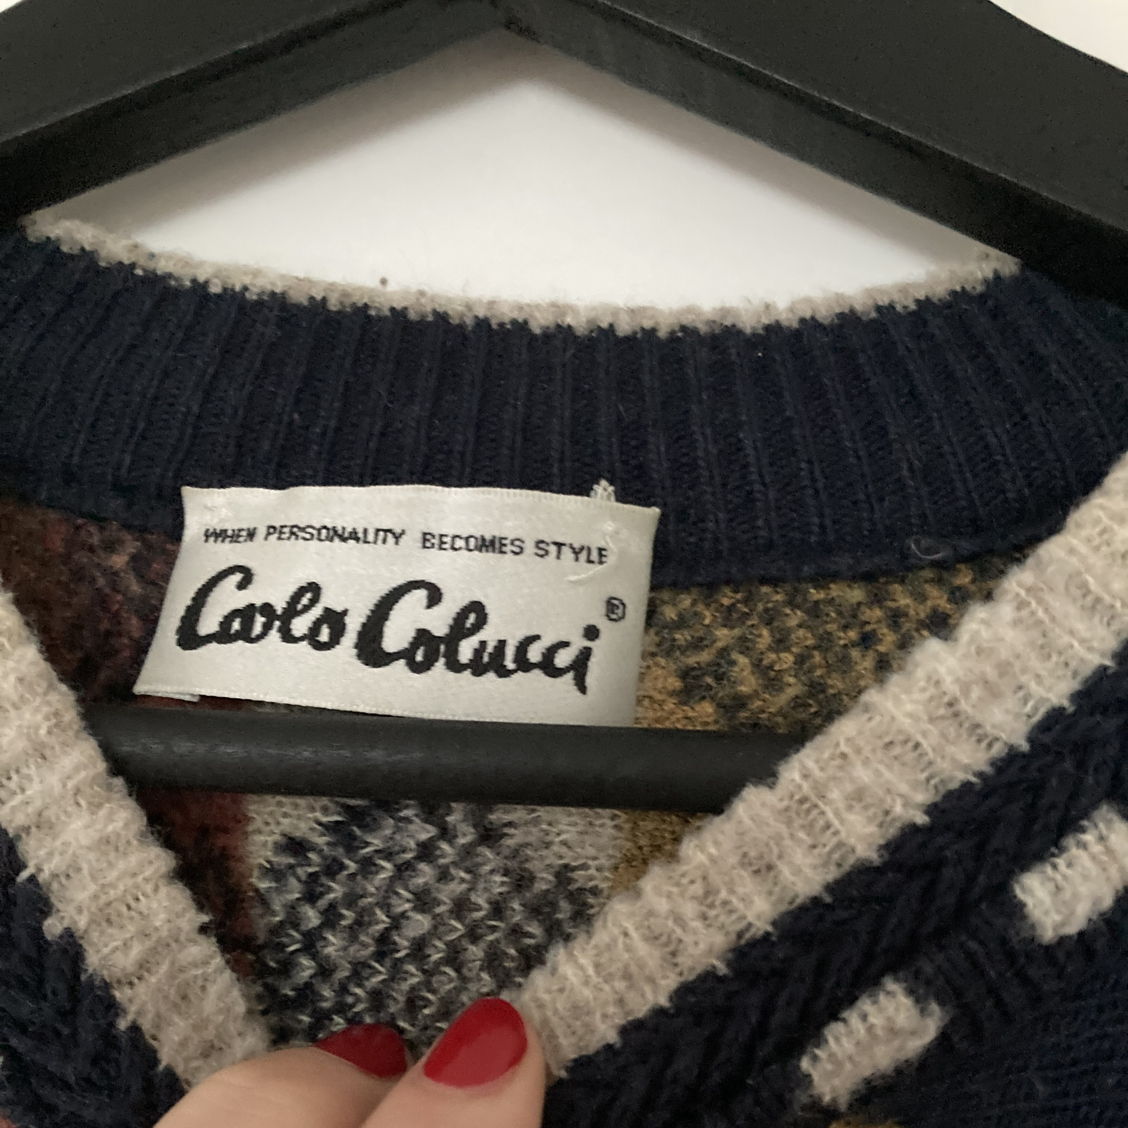 WHEN PERSONALITY BECOMES STYLE
Carlo Colucci®